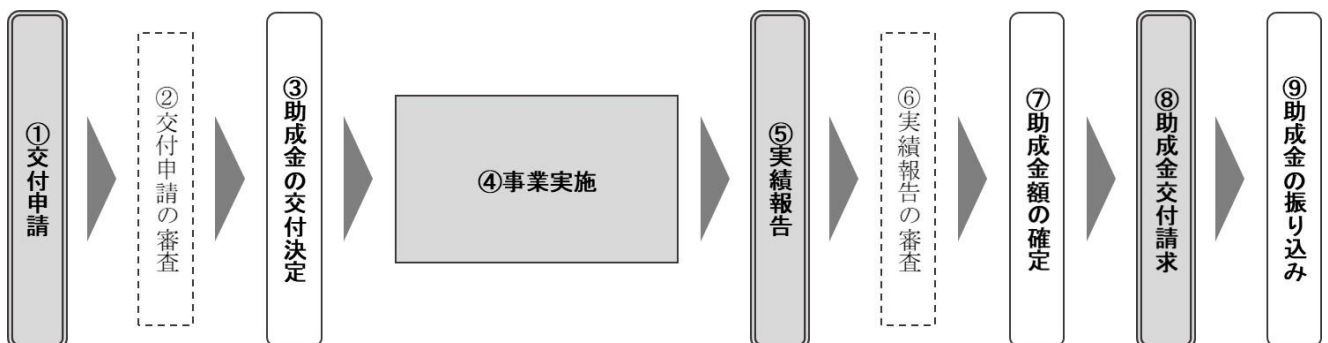 ①交付申請
②交付申請の審査
③助成金の交付決定
④事業実施
⑤実績報告
⑥実績報告の審査
⑦助成金額の確定
⑧助成金交付請求
⑨助成金の振り込み